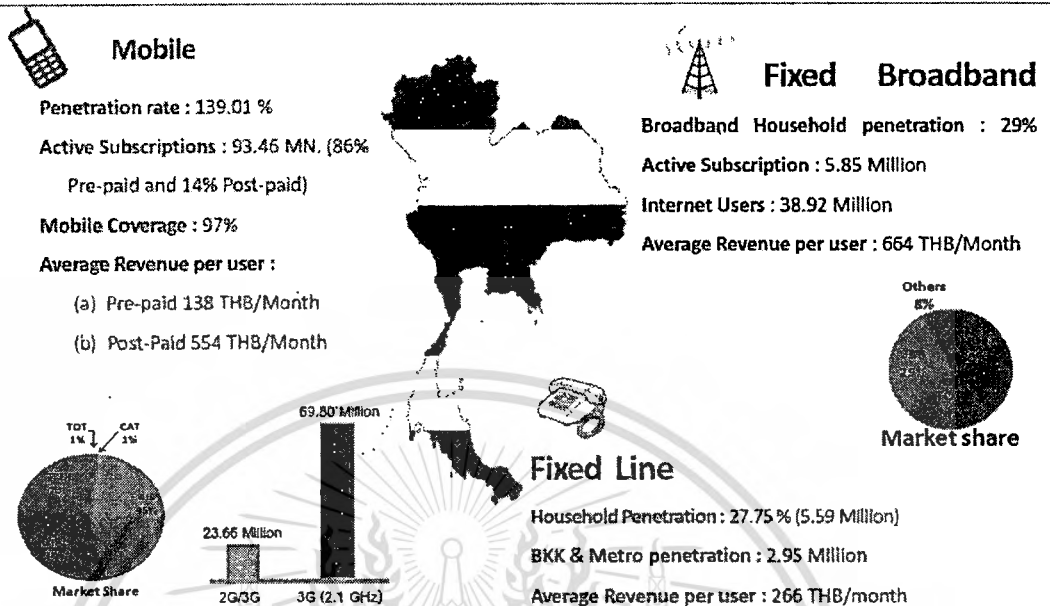 Mobile
Penetration rate : 139.01 %
Active Subscriptions : 93.46 MN. (86%
Pre-paid and 14% Post-paid)
Mobile Coverage : 97%
Average Revenue per user :
(a) Pre-paid 138 THB/Month
(b) Post-Paid 554 THB/Month
Fixed Broadband
Broadband Household penetration : 29%
Active Subscription : 5.85 Million
Internet Users : 38.92 Million
Average Revenue per user : 664 THB/Month
Others
8%
Market share
TOT
1%
CAT
1%
Market Share
23.66 Million
69.80 Million
2G/3G
3G (2.1 GHz)
Fixed Line
Household Penetration : 27.75 % (5.59 Million)
BKK & Metro penetration : 2.95 Million
Average Revenue per user : 266 THB/month